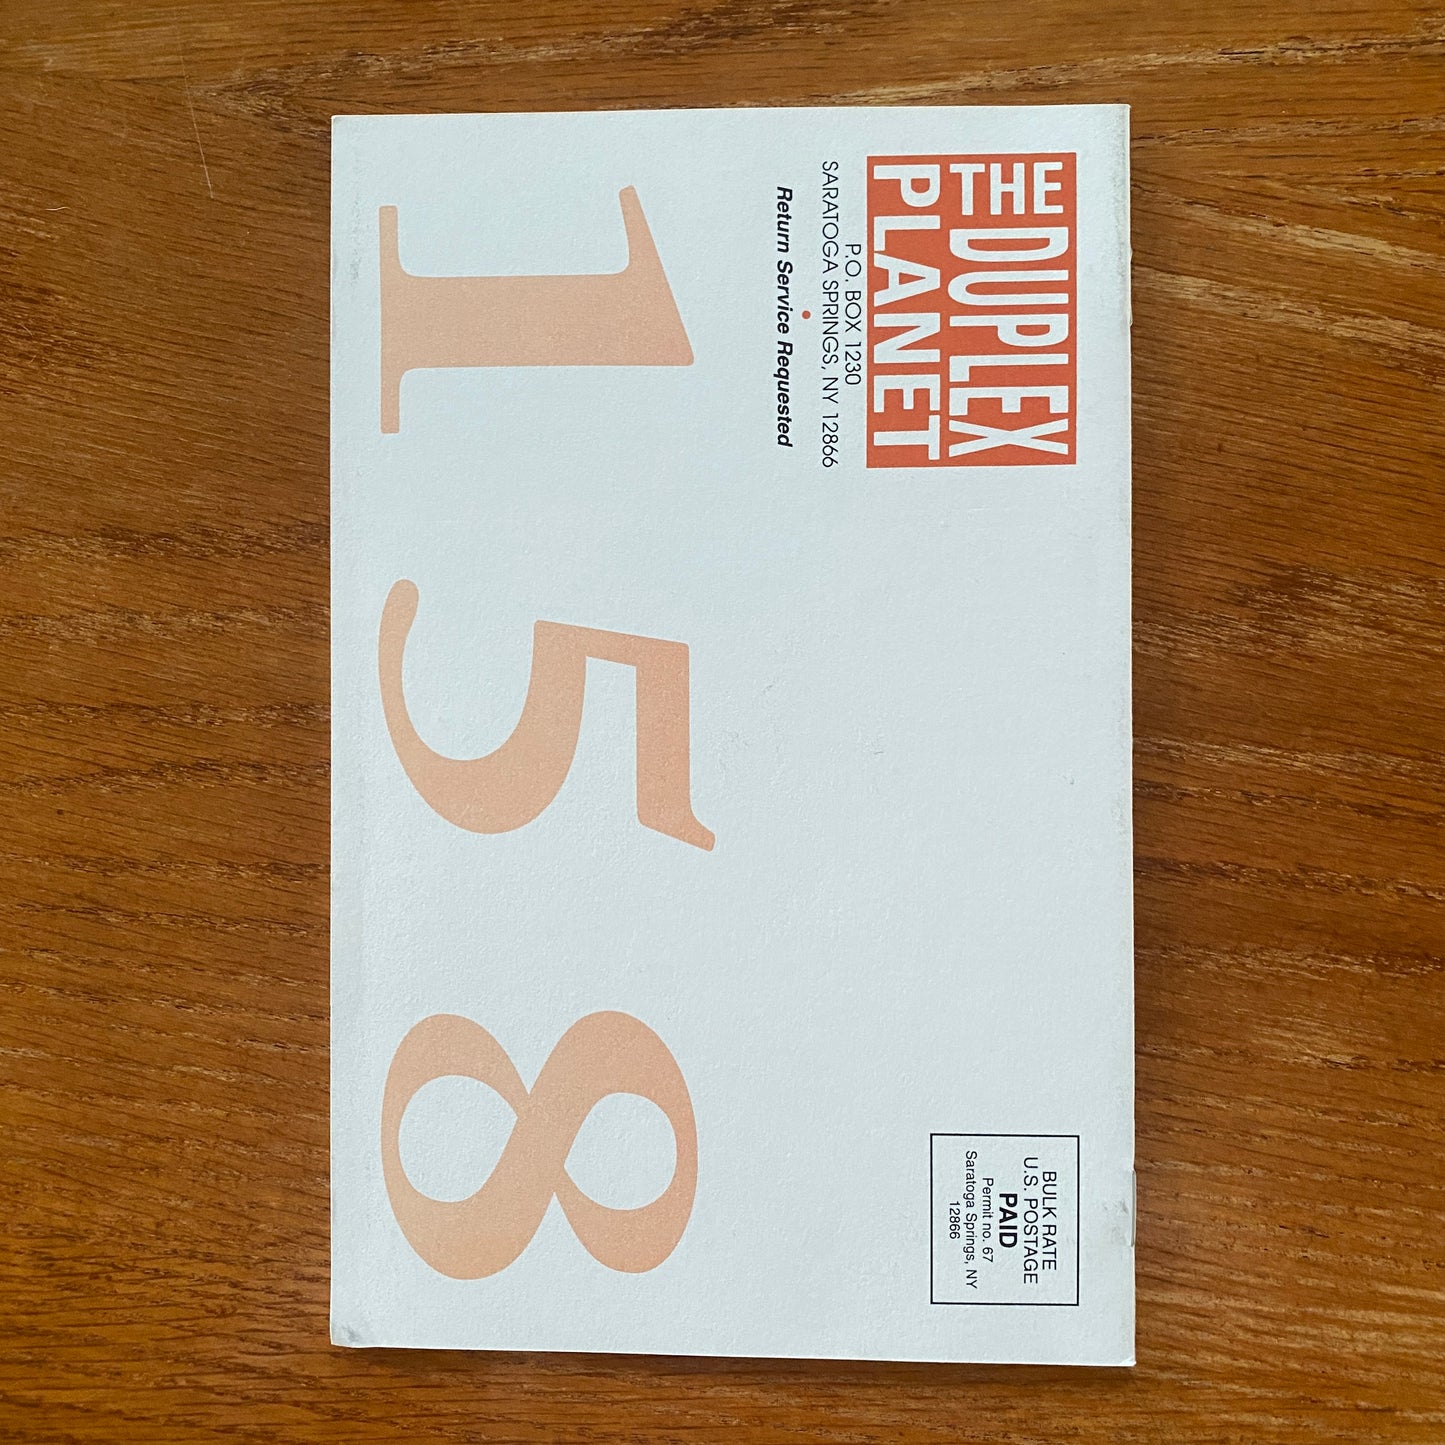 THE DUPLEX
PLANET
P.O. BOX 1230
SARATOGA SPRINGS, NY 12866
•
Return Service Requested
BULK RATE
U.S. POSTAGE
PAID
Permit no. 67
Saratoga Springs, NY
12866
158